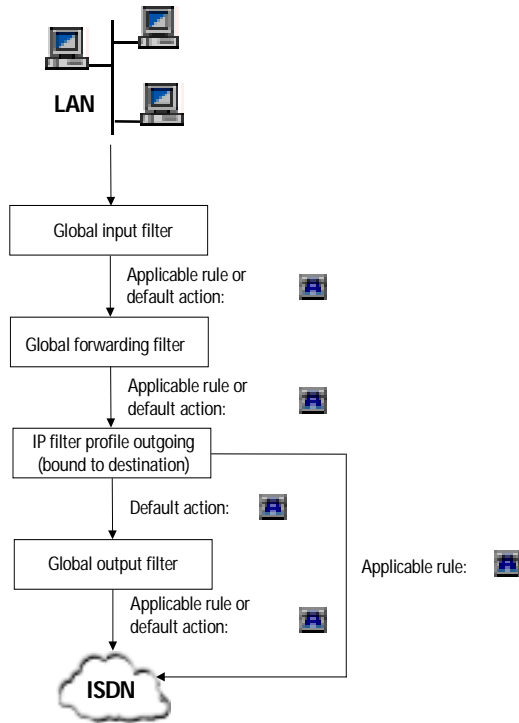 LAN
Global input filter
Applicable rule or
default action:
Global forwarding filter
Applicable rule or
default action:
IP filter profile outgoing
(bound to destination)
Default action:
Global output filter
Applicable rule:
Applicable rule or
default action:
ISDN